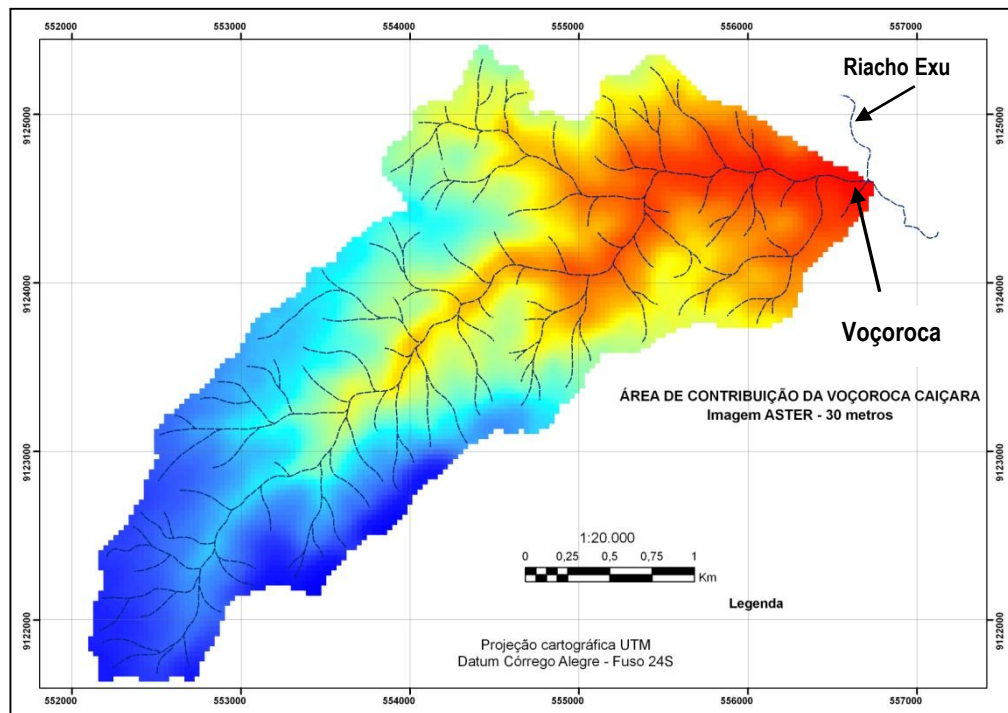 552000 553000 554000 555000 556000 557000
Riacho Exu
9125000 9125000
9124000 9124000
Voçoroca
ÁREA DE CONTRIBUIÇÃO DA VOÇOROCA CAIÇARA
Imagem ASTER - 30 metros
9123000 9123000
1:20.000
0 0,25 0,5 0,75 1
Km
Legenda
9122000 9122000
Projeção cartográfica UTM
Datum Córrego Alegre - Fuso 24S
552000 553000 554000 555000 556000 557000